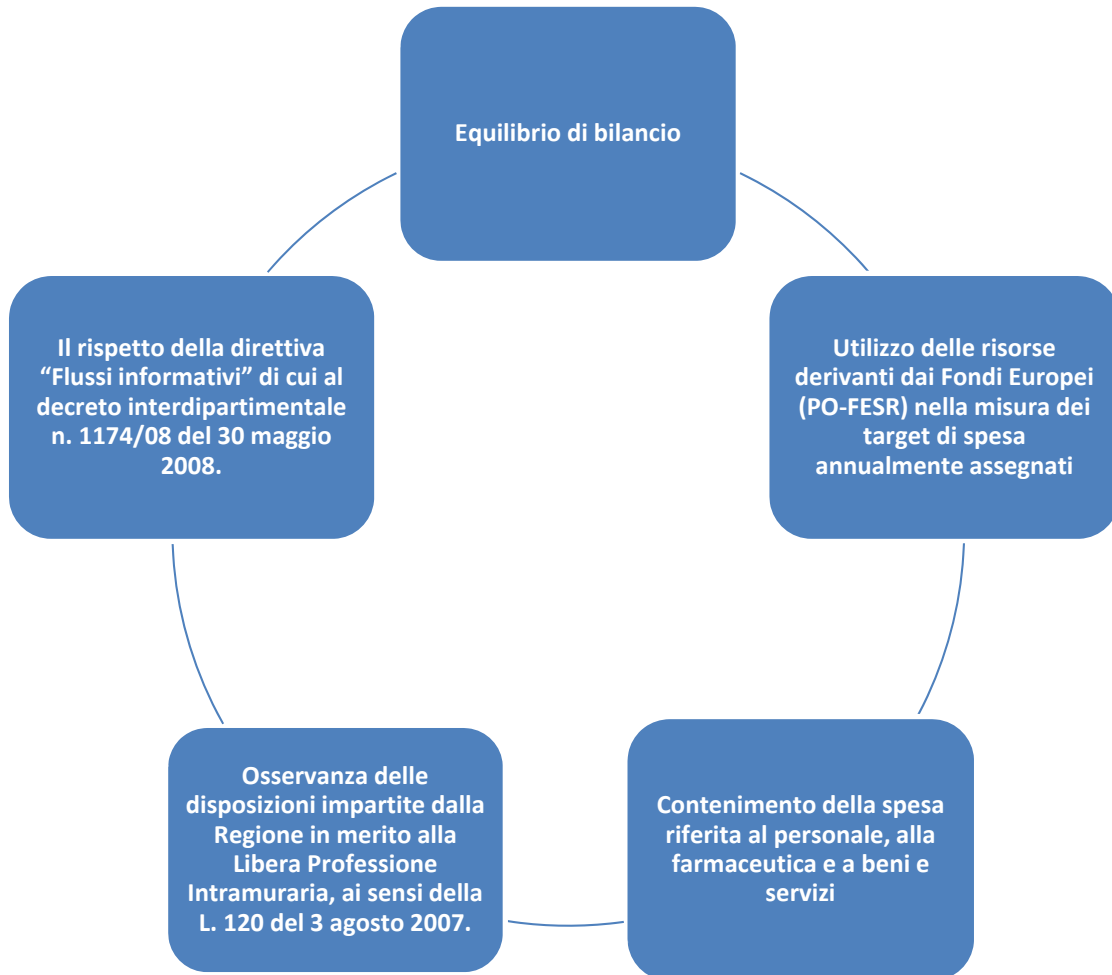 Equilibrio di bilancio
Utilizzo delle risorse
derivanti dai Fondi Europei
(PO-FESR) nella misura dei
target di spesa
annualmente assegnati
Contenimento della spesa
riferita al personale, alla
farmaceutica e a beni e
servizi
Osservanza delle
disposizioni impartite dalla
Regione in merito alla
Libera Professione
Intramuraria, ai sensi della
L. 120 del 3 agosto 2007.
Il rispetto della direttiva
“Flussi informativi” di cui al
decreto interdipartimentale
n. 1174/08 del 30 maggio
2008.